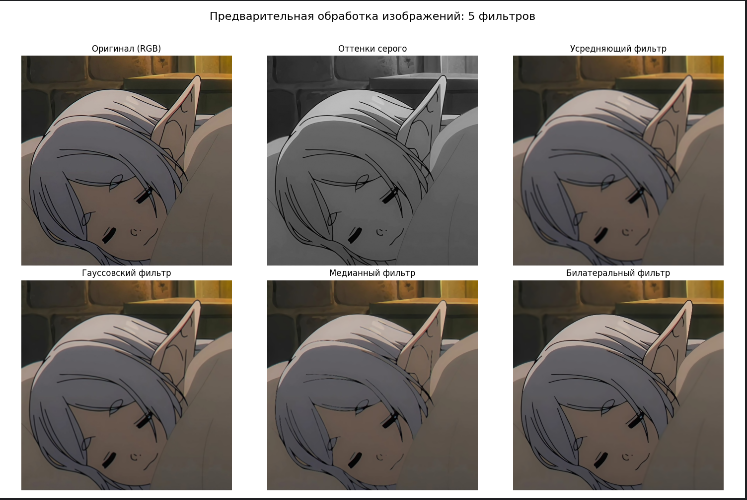 Предварительная обработка изображений: 5 фильтров
Оригинал (RGB)
Оттенки серого
Усредняющий фильтр
Гауссовский фильтр
Медианный фильтр
Билатеральный фильтр